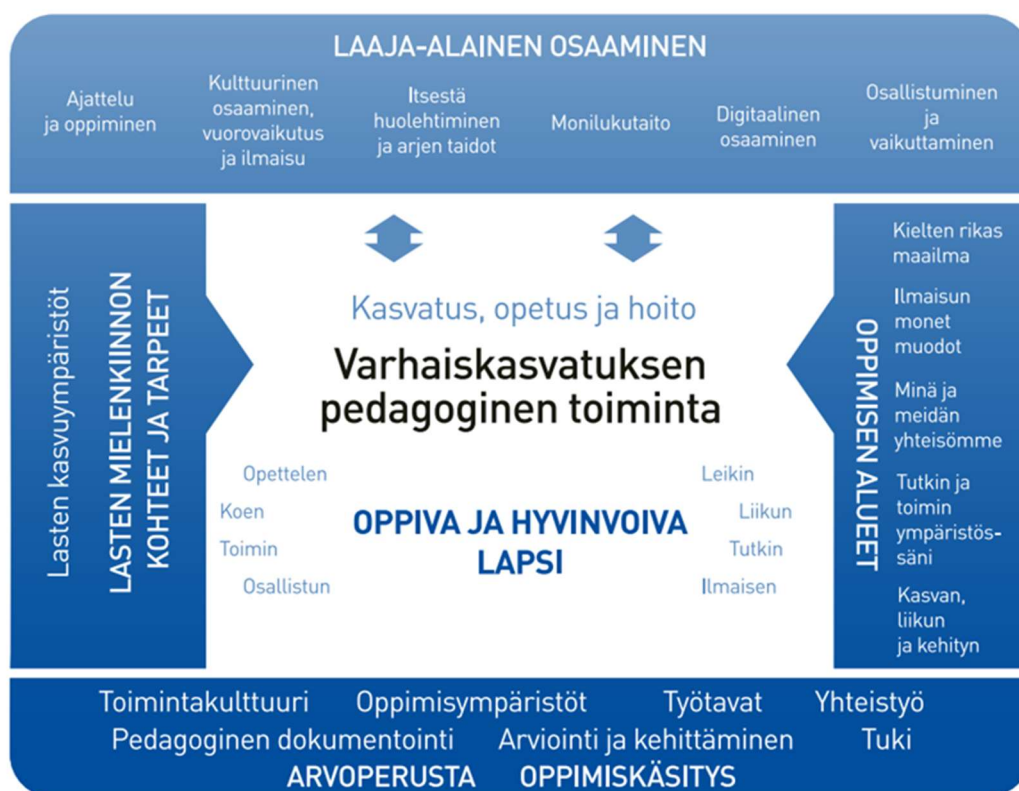 LAAJA-ALAINEN OSAAMINEN
Ajattelu
ja oppiminen
Kulttuurinen
osaaminen,
vuorovaikutus
ja ilmaisu
Itsestä
huolehtiminen
ja arjen taidot
Monilukutaito
Digitaalinen
osaaminen
Osallistuminen
ja
vaikuttaminen
Lasten kasvuympäristöt
LASTEN MIELENKIINNON
KOHTEET JA TARPEET
Kasvatus, opetus ja hoito
Varhaiskasvatuksen
pedagoginen toiminta
Opettelen
Koen
Toimin
Osallistun
OPPIVA JA HYVINVOIVA
LAPSI
Leikin
Liikun
Tutkin
Ilmaisen
OPPIMISEN ALUEET
Kielten rikas
maailma
Ilmaisun
monet
muodot
Minä ja
meidän
yhteisömme
Tutkin ja
toimin
ympäristös-
säni
Kasvan,
liikun
ja kehityn
Toimintakulttuuri Oppimisympäristöt Työtavat Yhteistyö
Pedagoginen dokumentointi Arviointi ja kehittäminen Tuki
ARVOPERUSTA OPPIMISKÄSITYS